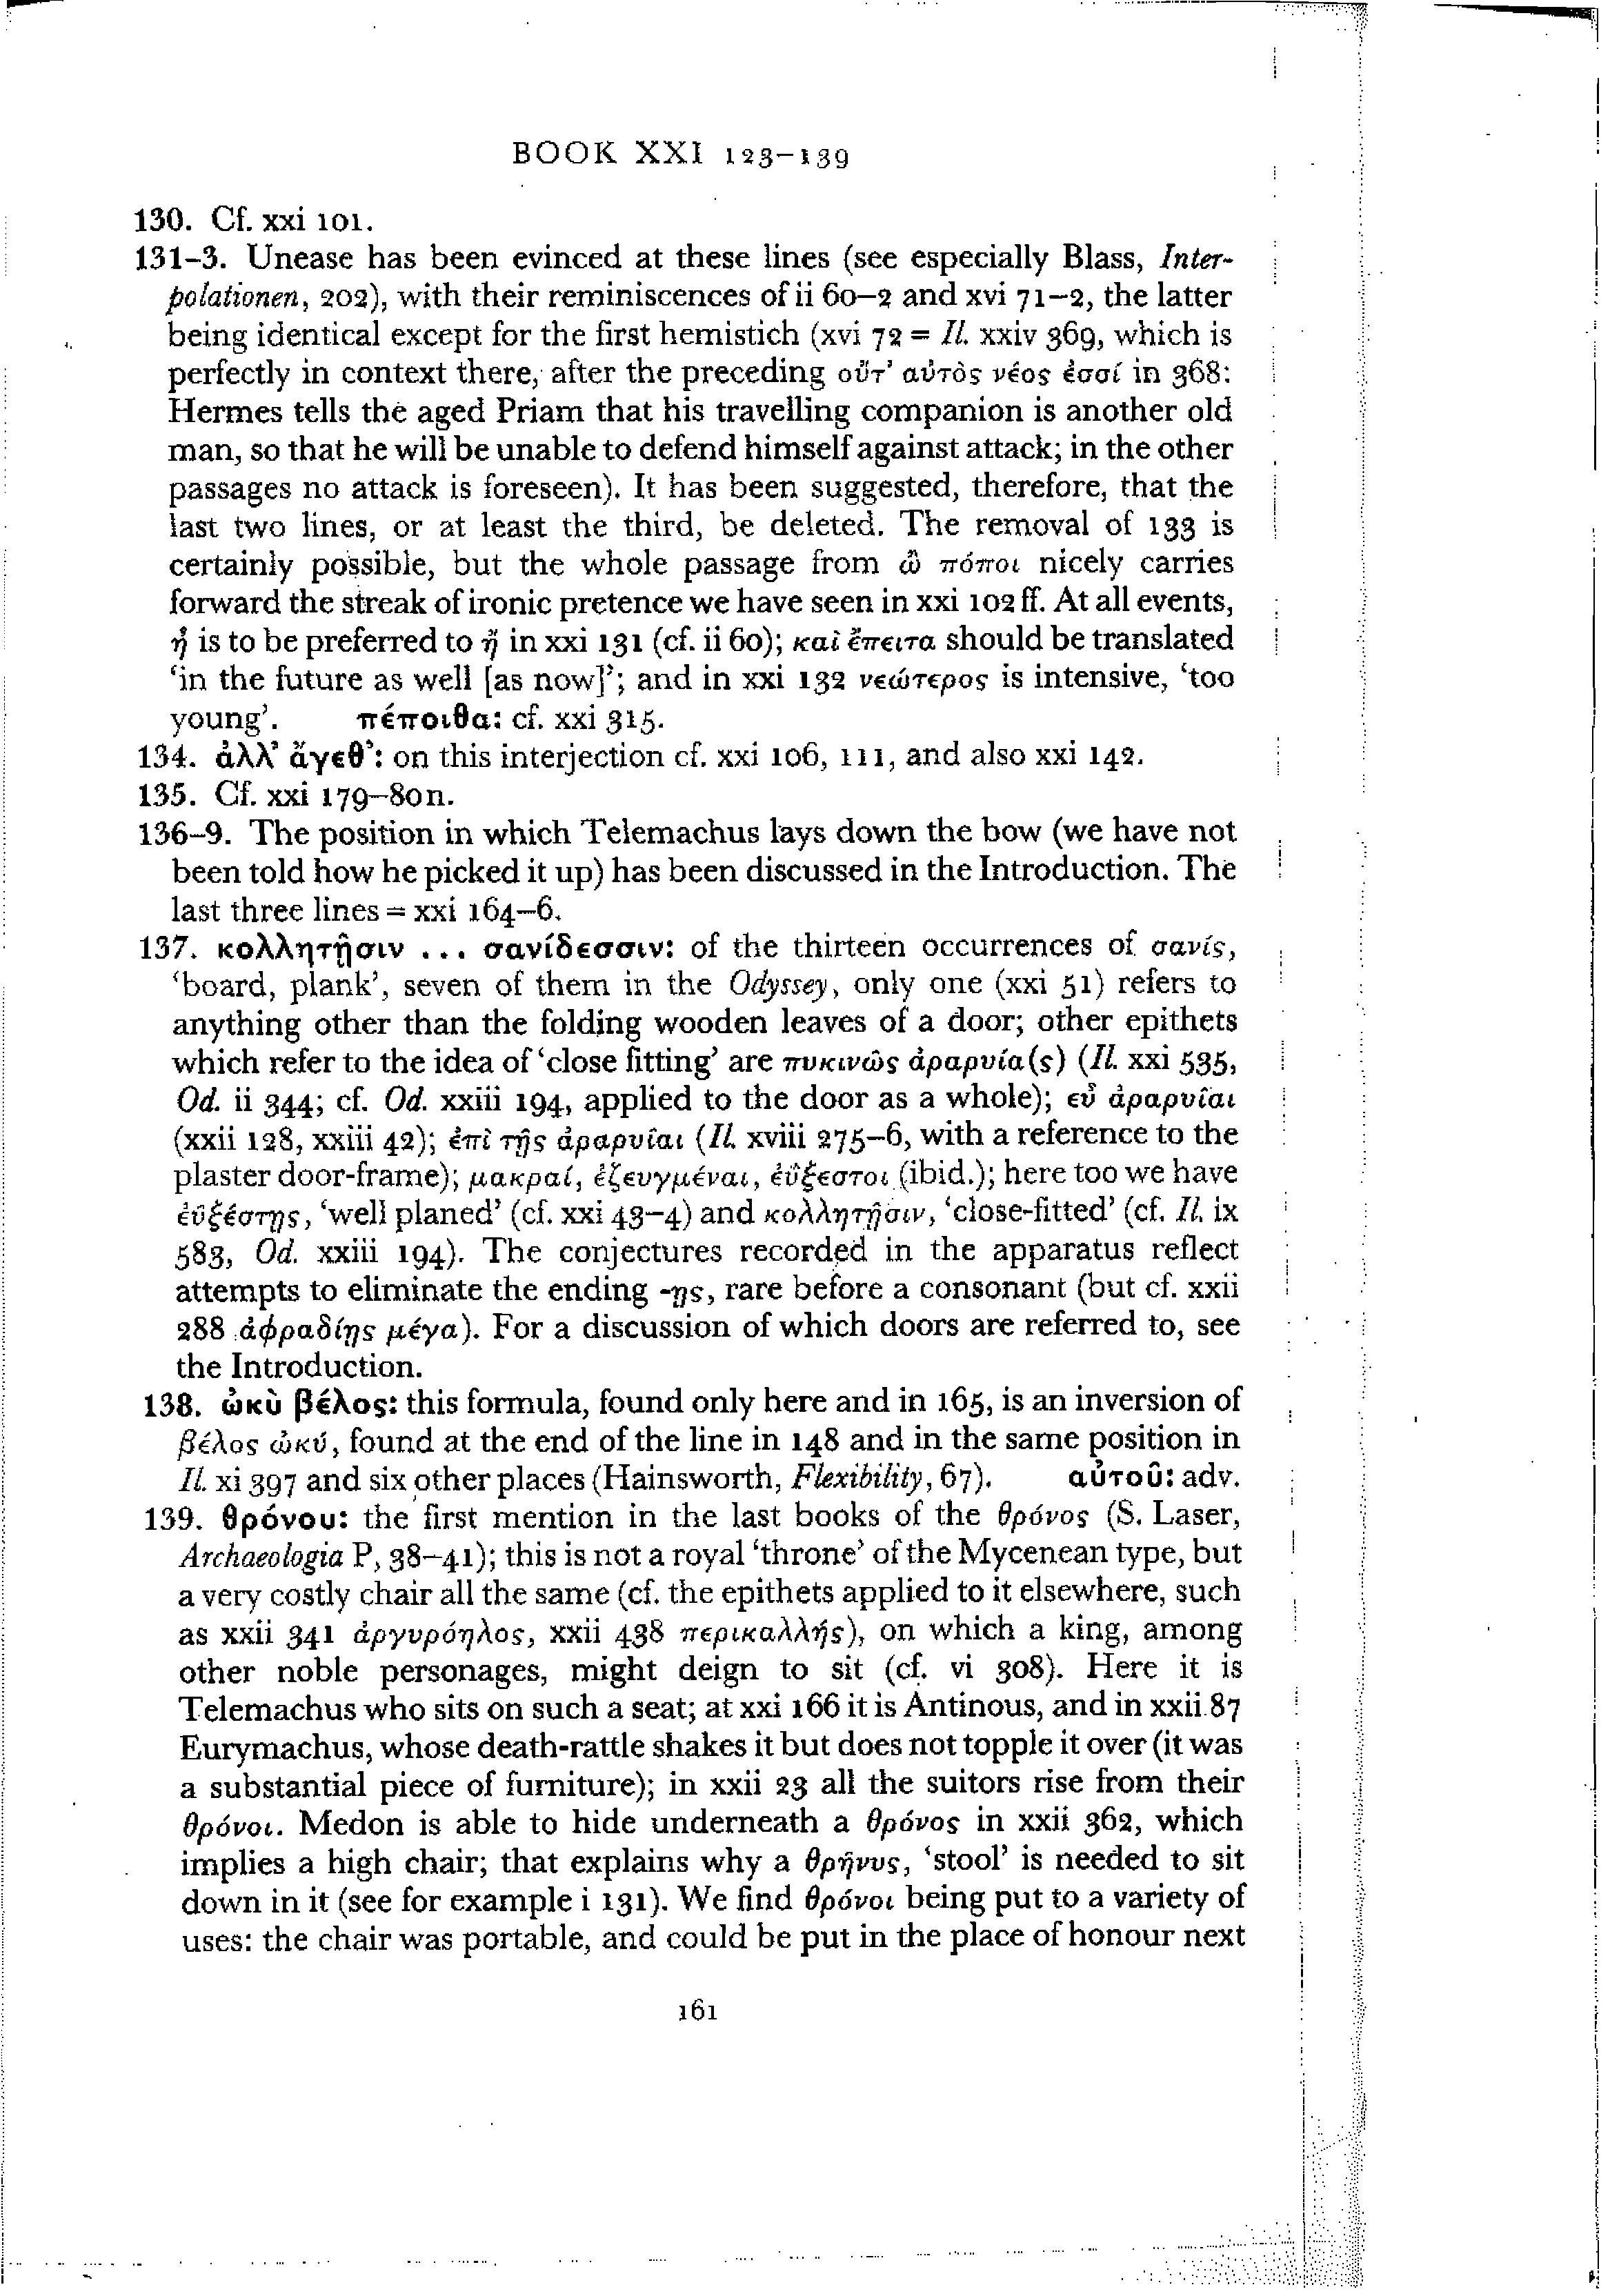 BOOK XXI 123–139
130. Cf. xxi 101.
131–3. Unease has been evinced at these lines (see especially Blass, Inter-
polationen, 202), with their reminiscences of ii 60–2 and xvi 71–2, the latter
being identical except for the first hemistich (xvi 72 = Il. xxiv 369, which is
perfectly in context there, after the preceding οὔτ’ αὐτὸς νέος ἐσσί in 368:
Hermes tells the aged Priam that his travelling companion is another old
man, so that he will be unable to defend himself against attack; in the other
passages no attack is foreseen). It has been suggested, therefore, that the
last two lines, or at least the third, be deleted. The removal of 133 is
certainly possible, but the whole passage from ὢ πόποι nicely carries
forward the streak of ironic pretence we have seen in xxi 102 ff. At all events,
ἦ is to be preferred to ἢ in xxi 131 (cf. ii 60); καὶ ἔπειτα should be translated
‘in the future as well [as now]’; and in xxi 132 νεώτερος is intensive, ‘too
young’. πέποιθα: cf. xxi 315.
134. ἀλλ’ ἄγεθ’: on this interjection cf. xxi 106, 111, and also xxi 142.
135. Cf. xxi 179–80n.
136–9. The position in which Telemachus lays down the bow (we have not
been told how he picked it up) has been discussed in the Introduction. The
last three lines = xxi 164–6.
137. κολλητῇσιν ... σανίδεσσιν: of the thirteen occurrences of σανίς,
‘board, plank’, seven of them in the Odyssey, only one (xxi 51) refers to
anything other than the folding wooden leaves of a door; other epithets
which refer to the idea of ‘close fitting’ are πυκινῶς ἀραρυῖα(ς) (Il. xxi 535,
Od. ii 344; cf. Od. xxiii 194, applied to the door as a whole); εὖ ἀραρυῖαι
(xxii 128, xxiii 42); ἐπὶ τῇς ἀραρυῖαι (Il. xviii 275–6, with a reference to the
plaster door-frame); μακραί, ἐζευγμέναι, ἐΰξεστοι (ibid.); here too we have
ἐϋξέστῃς, ‘well planed’ (cf. xxi 43–4) and κολλητῇσιν, ‘close-fitted’ (cf. Il. ix
583, Od. xxiii 194). The conjectures recorded in the apparatus reflect
attempts to eliminate the ending -ῃς, rare before a consonant (but cf. xxii
288 ἀφραδίῃς μέγα). For a discussion of which doors are referred to, see
the Introduction.
138. ὠκὺ βέλος: this formula, found only here and in 165, is an inversion of
βέλος ὠκύ, found at the end of the line in 148 and in the same position in
Il. xi 397 and six other places (Hainsworth, Flexibility, 67). αὐτοῦ: adv.
139. θρόνου: the first mention in the last books of the θρόνος (S. Laser,
Archaeologia P, 38–41); this is not a royal ‘throne’ of the Mycenean type, but
a very costly chair all the same (cf. the epithets applied to it elsewhere, such
as xxii 341 ἀργυρόηλος, xxii 438 περικαλλής), on which a king, among
other noble personages, might deign to sit (cf. vi 308). Here it is
Telemachus who sits on such a seat; at xxi 166 it is Antinous, and in xxii 87
Eurymachus, whose death-rattle shakes it but does not topple it over (it was
a substantial piece of furniture); in xxii 23 all the suitors rise from their
θρόνοι. Medon is able to hide underneath a θρόνος in xxii 362, which
implies a high chair; that explains why a θρῆνυς, ‘stool’ is needed to sit
down in it (see for example i 131). We find θρόνοι being put to a variety of
uses: the chair was portable, and could be put in the place of honour next
161